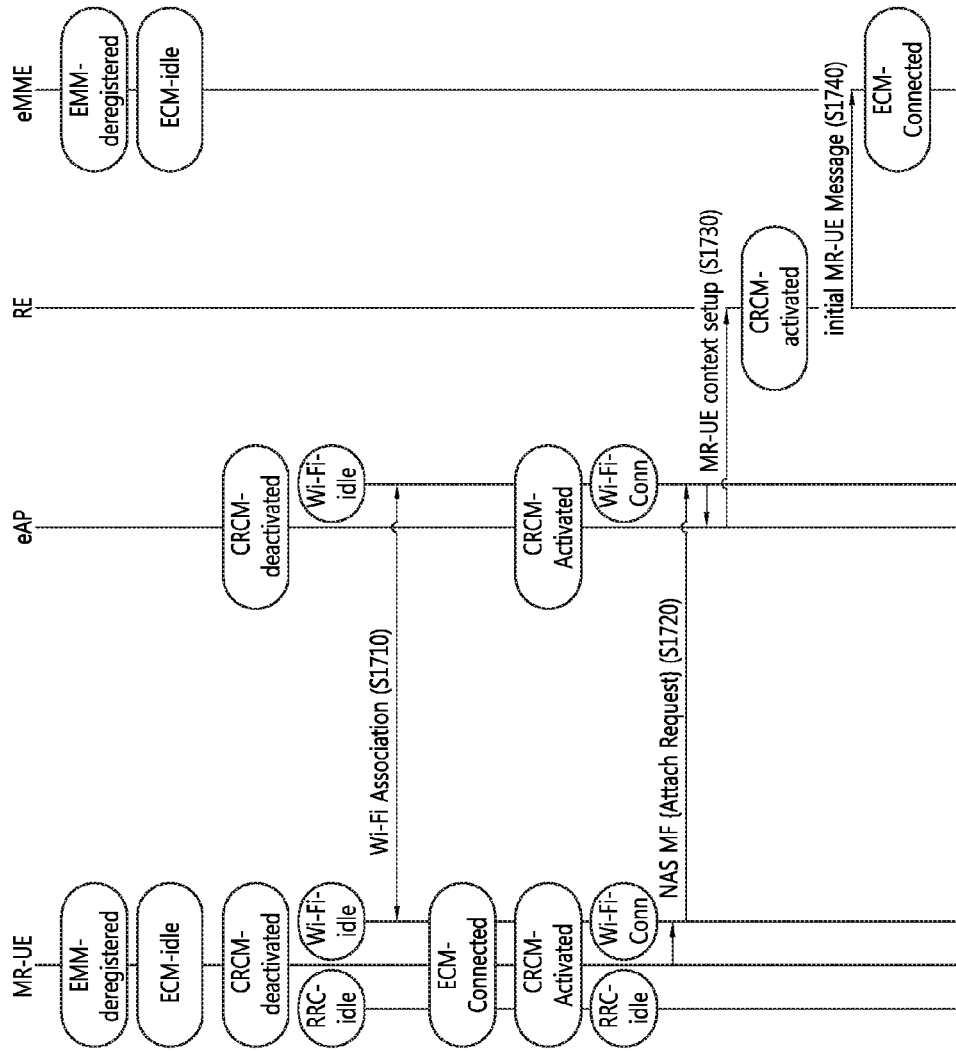 MR-UE
eAP
RE
eMME
EMM-
deregistered
EMM-
deregistered
ECM-idle
ECM-idle
CRCM-
deactivated
CRCM-
deactivated
RRC-
idle
Wi-Fi-
idle
Wi-Fi-
idle
Wi-Fi Association (S1710)
ECM-
Connected
CRCM-
Activated
CRCM-
Activated
RRC-
idle
Wi-Fi-
Conn
Wi-Fi-
Conn
NAS MF {Attach Request} (S1720)
MR-UE context setup (S1730)
CRCM-
activated
initial MR-UE Message (S1740)
ECM-
Connected